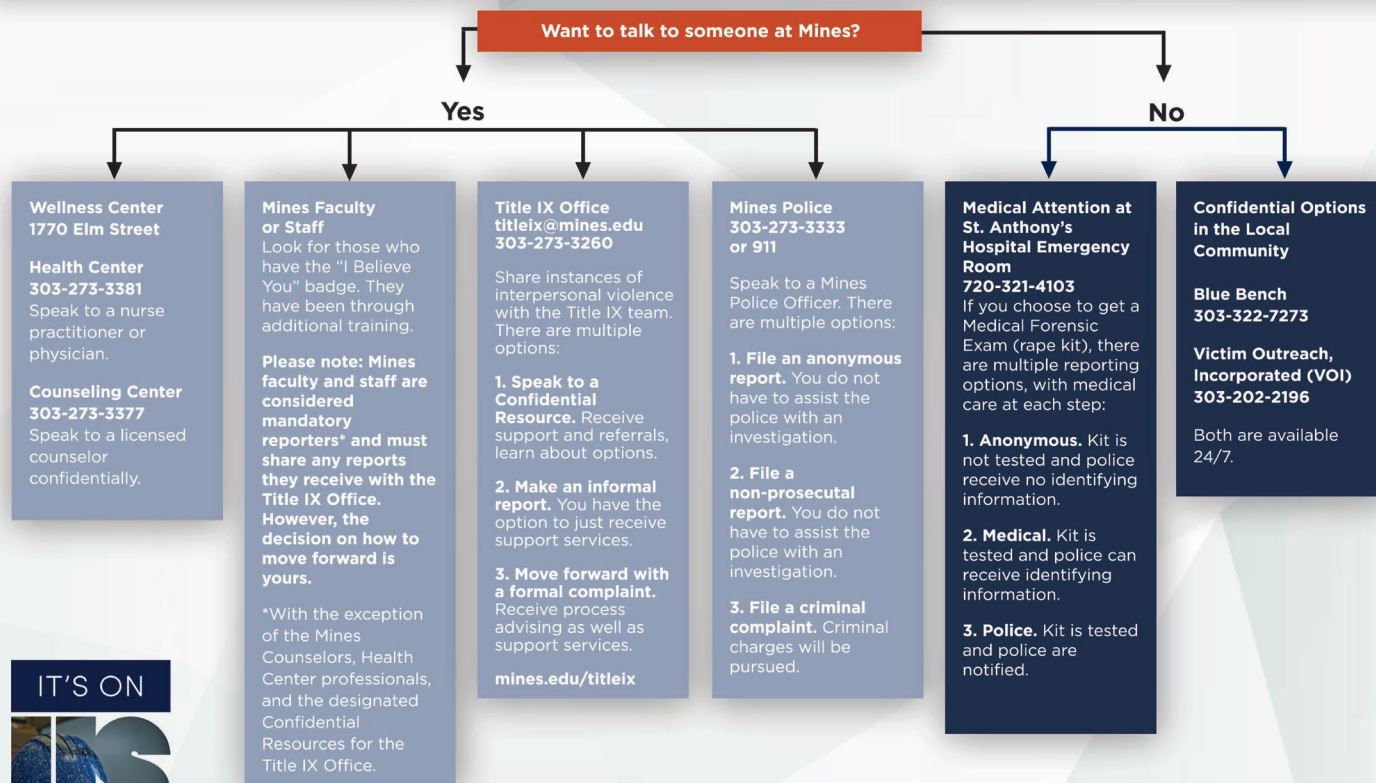 Want to talk to someone at Mines?
Yes
No
Wellness Center
1770 Elm Street
Health Center
303-273-3381
Speak to a nurse
practitioner or
physician.
Counseling Center
303-273-3377
Speak to a licensed
counselor
confidentially.
Mines Faculty
or Staff
Look for those who
have the “I Believe
You” badge. They
have been through
additional training.
Please note: Mines
faculty and staff are
considered
mandatory
reporters* and must
share any reports
they receive with the
Title IX Office.
However, the
decision on how to
move forward is
yours.
*With the exception
of the Mines
Counselors, Health
Center professionals,
and the designated
Confidential
Resources for the
Title IX Office.
Title IX Office
titleix@mines.edu
303-273-3260
Share instances of
interpersonal violence
with the Title IX team.
There are multiple
options:
1. Speak to a
Confidential
Resource. Receive
support and referrals,
learn about options.
2. Make an informal
report. You have the
option to just receive
support services.
3. Move forward with
a formal complaint.
Receive process
advising as well as
support services.
mines.edu/titleix
Mines Police
303-273-3333
or 911
Speak to a Mines
Police Officer. There
are multiple options:
1. File an anonymous
report. You do not
have to assist the
police with an
investigation.
2. File a
non-prosecutal
report. You do not
have to assist the
police with an
investigation.
3. File a criminal
complaint. Criminal
charges will be
pursued.
Medical Attention at
St. Anthony’s
Hospital Emergency
Room
720-321-4103
If you choose to get a
Medical Forensic
Exam (rape kit), there
are multiple reporting
options, with medical
care at each step:
1. Anonymous. Kit is
not tested and police
receive no identifying
information.
2. Medical. Kit is
tested and police can
receive identifying
information.
3. Police. Kit is tested
and police are
notified.
Confidential Options
in the Local
Community
Blue Bench
303-322-7273
Victim Outreach,
Incorporated (VOI)
303-202-2196
Both are available
24/7.
IT’S ON